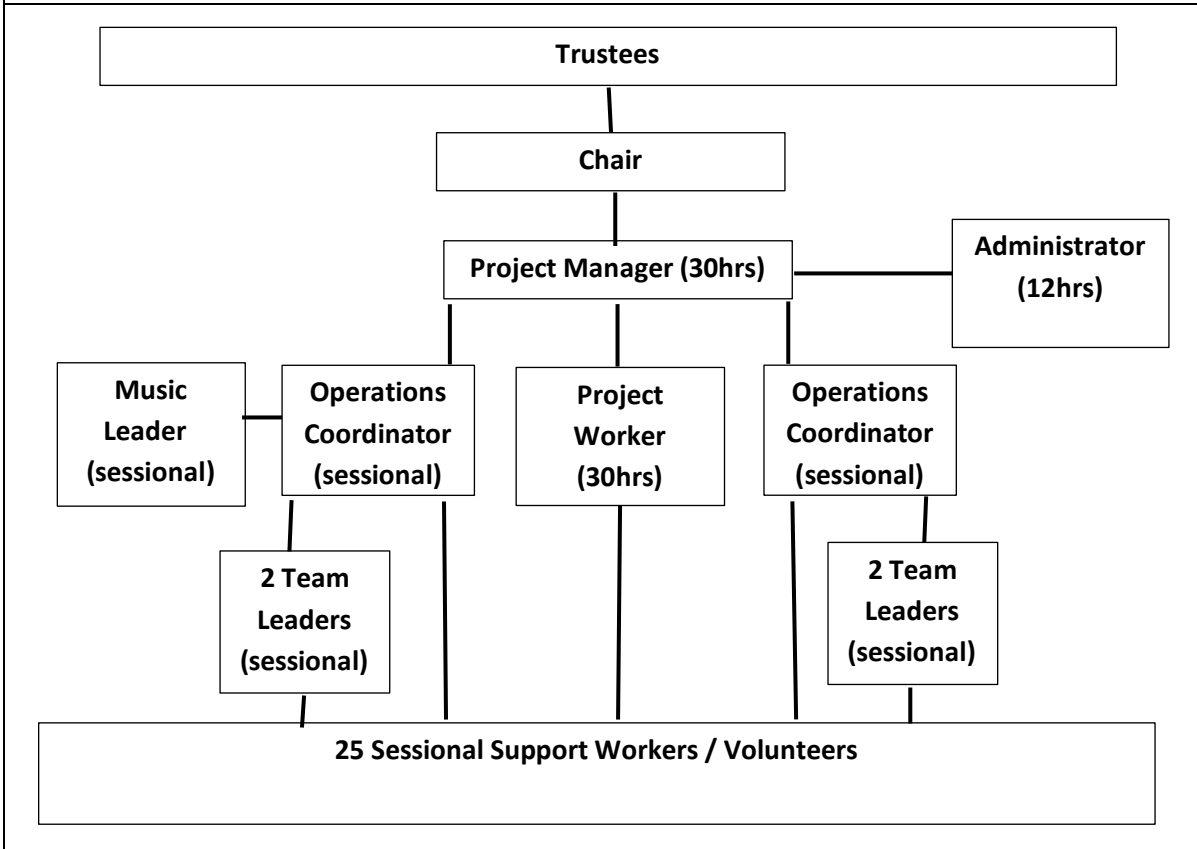 Trustees
Chair
Project Manager (30hrs)
Administrator
(12hrs)
Music
Leader
(sessional)
Operations
Coordinator
(sessional)
Project
Worker
(30hrs)
Operations
Coordinator
(sessional)
2 Team
Leaders
(sessional)
2 Team
Leaders
(sessional)
25 Sessional Support Workers / Volunteers